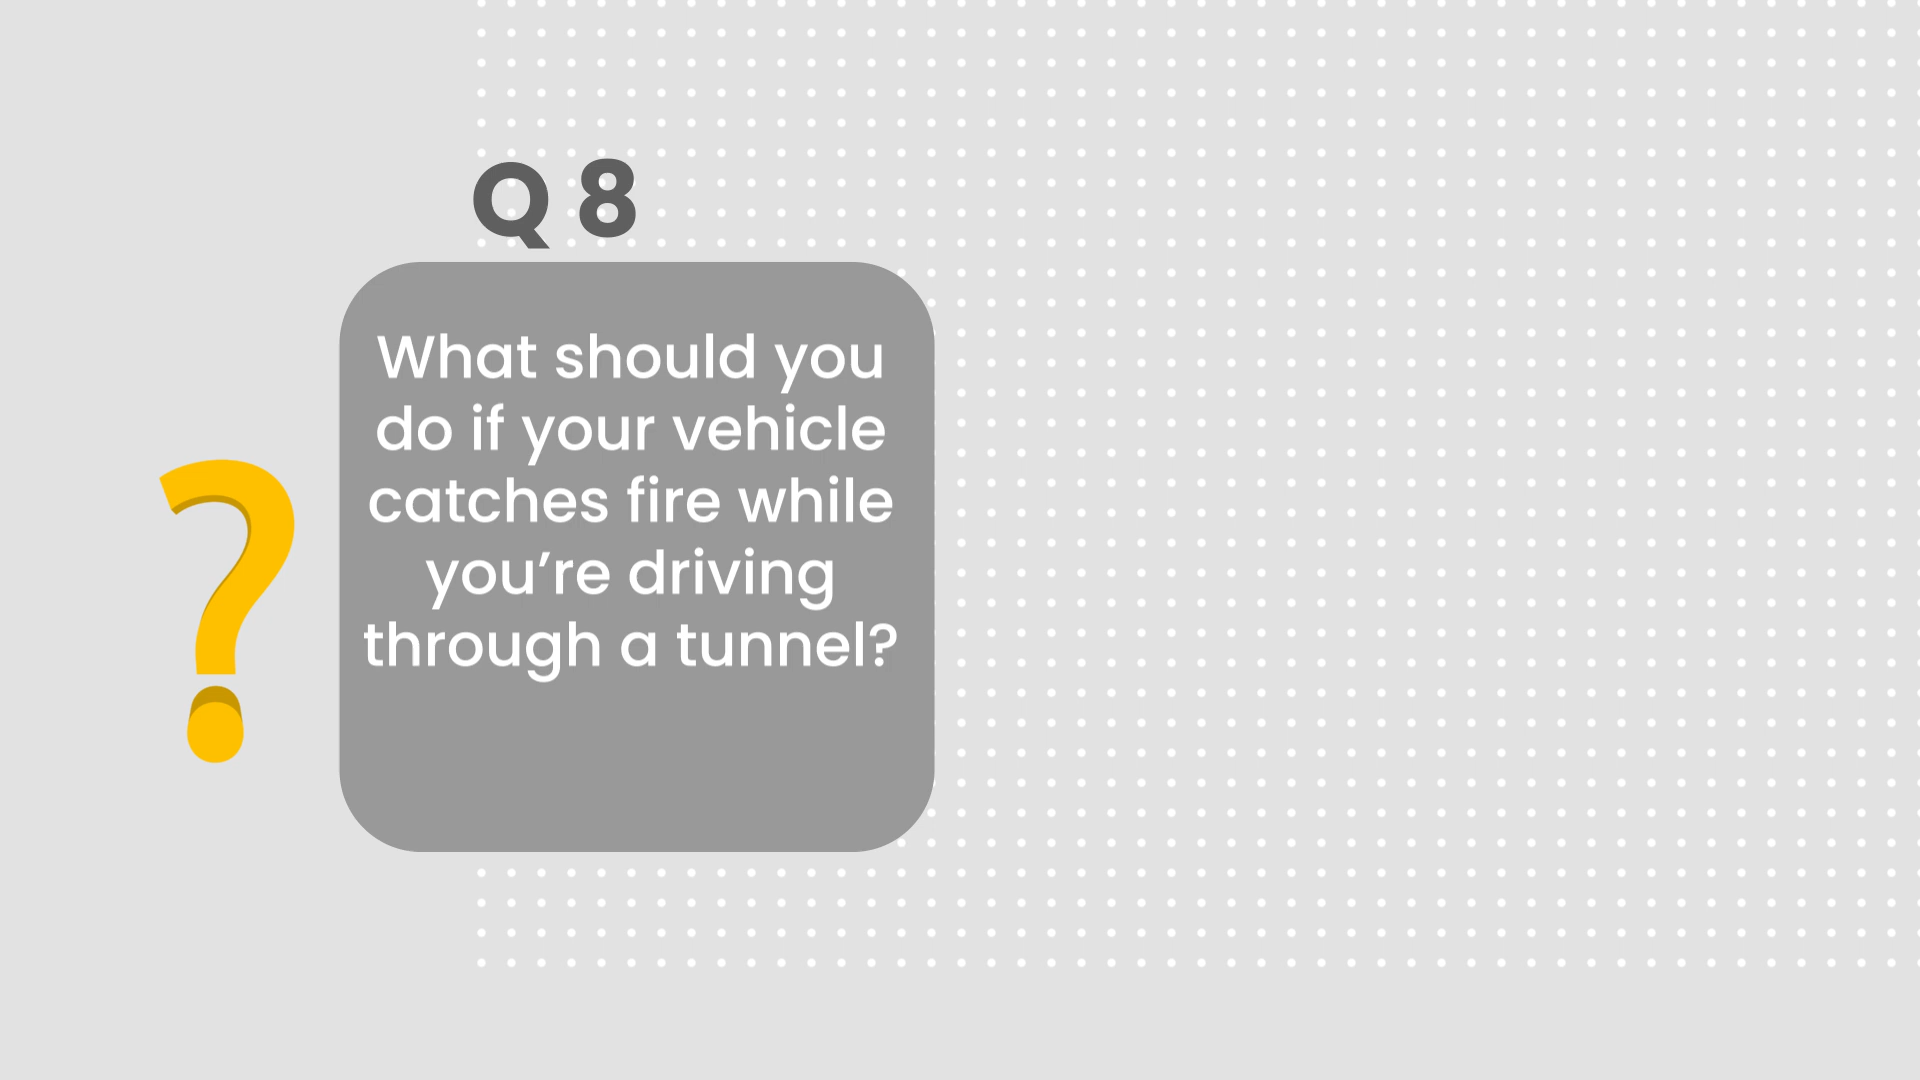 Q 8
What should you
do if your vehicle
catches fire while
you’re driving
through a tunnel?
?